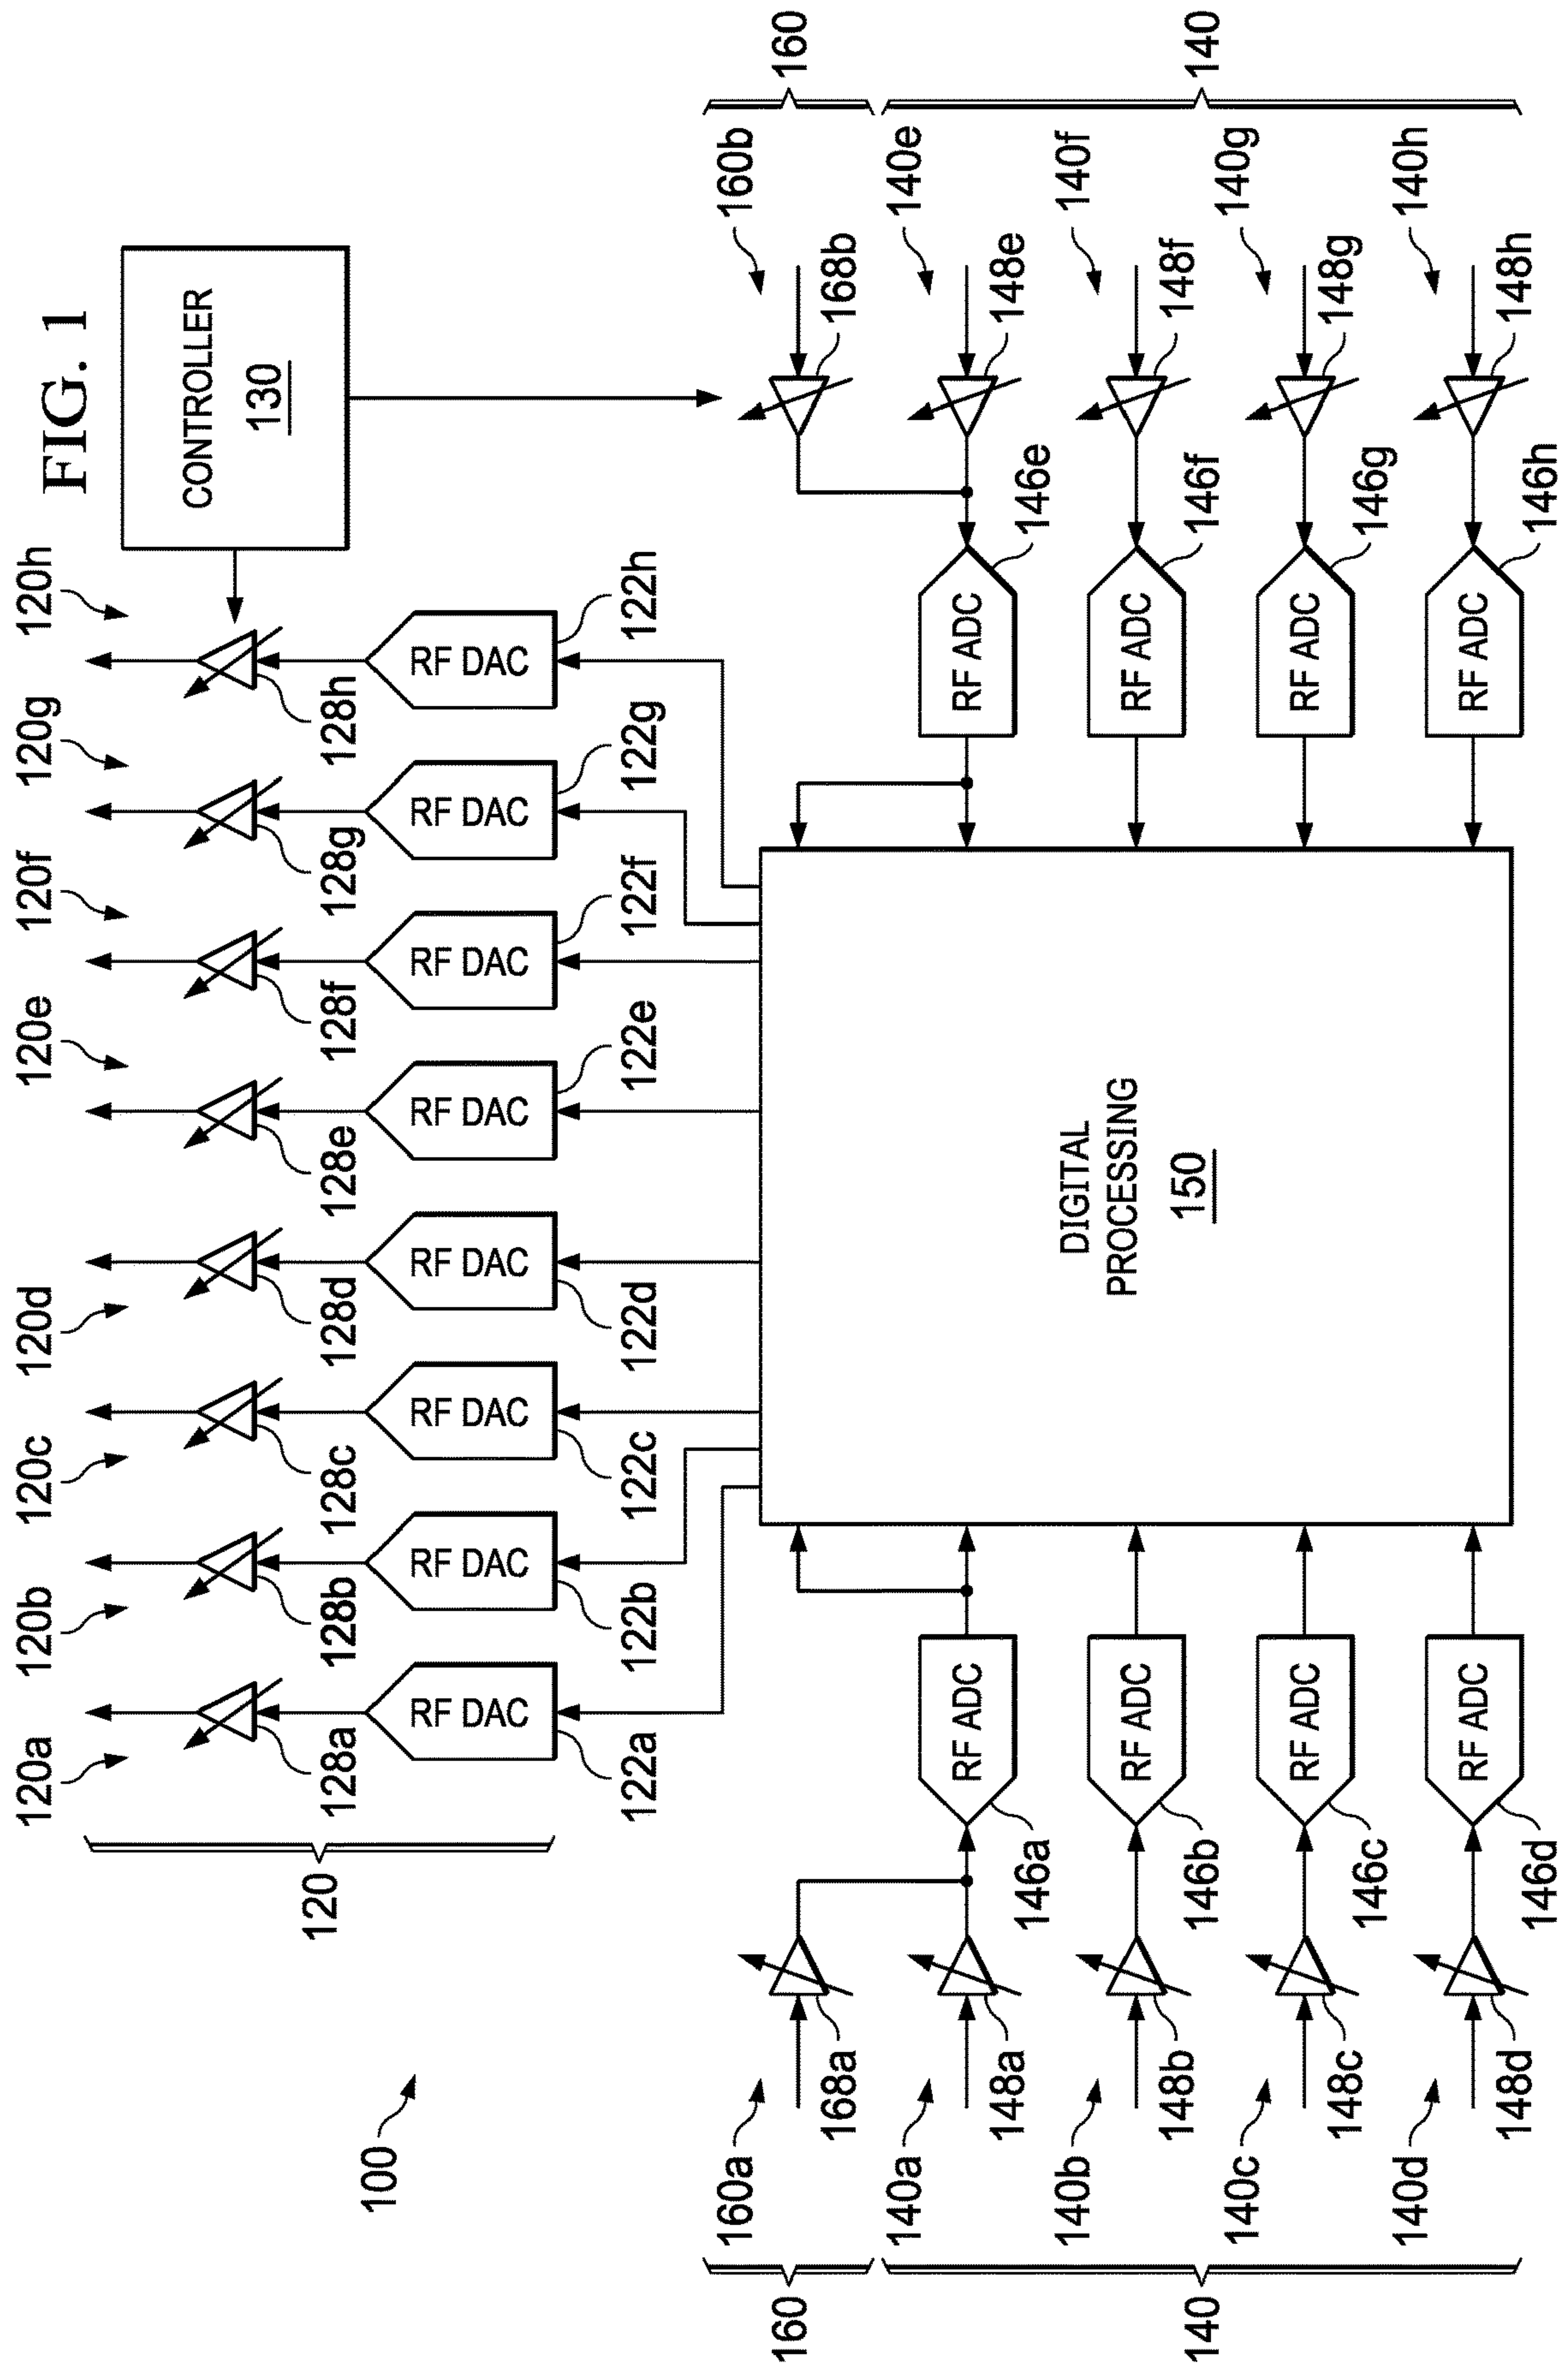 FIG. 1
100
120
120a
120b
120c
120d
120e
120f
120g
120h
128a
128b
128c
128d
128e
128f
128g
128h
RF DAC
RF DAC
RF DAC
RF DAC
RF DAC
RF DAC
RF DAC
RF DAC
122a
122b
122c
122d
122e
122f
122g
122h
CONTROLLER
130
160
160a
168a
140
140a
148a
146a
RF ADC
140b
148b
146b
RF ADC
140c
148c
146c
RF ADC
140d
148d
146d
RF ADC
DIGITAL
PROCESSING
150
160
160b
168b
140
140e
148e
146e
RF ADC
140f
148f
146f
RF ADC
140g
148g
146g
RF ADC
140h
148h
146h
RF ADC